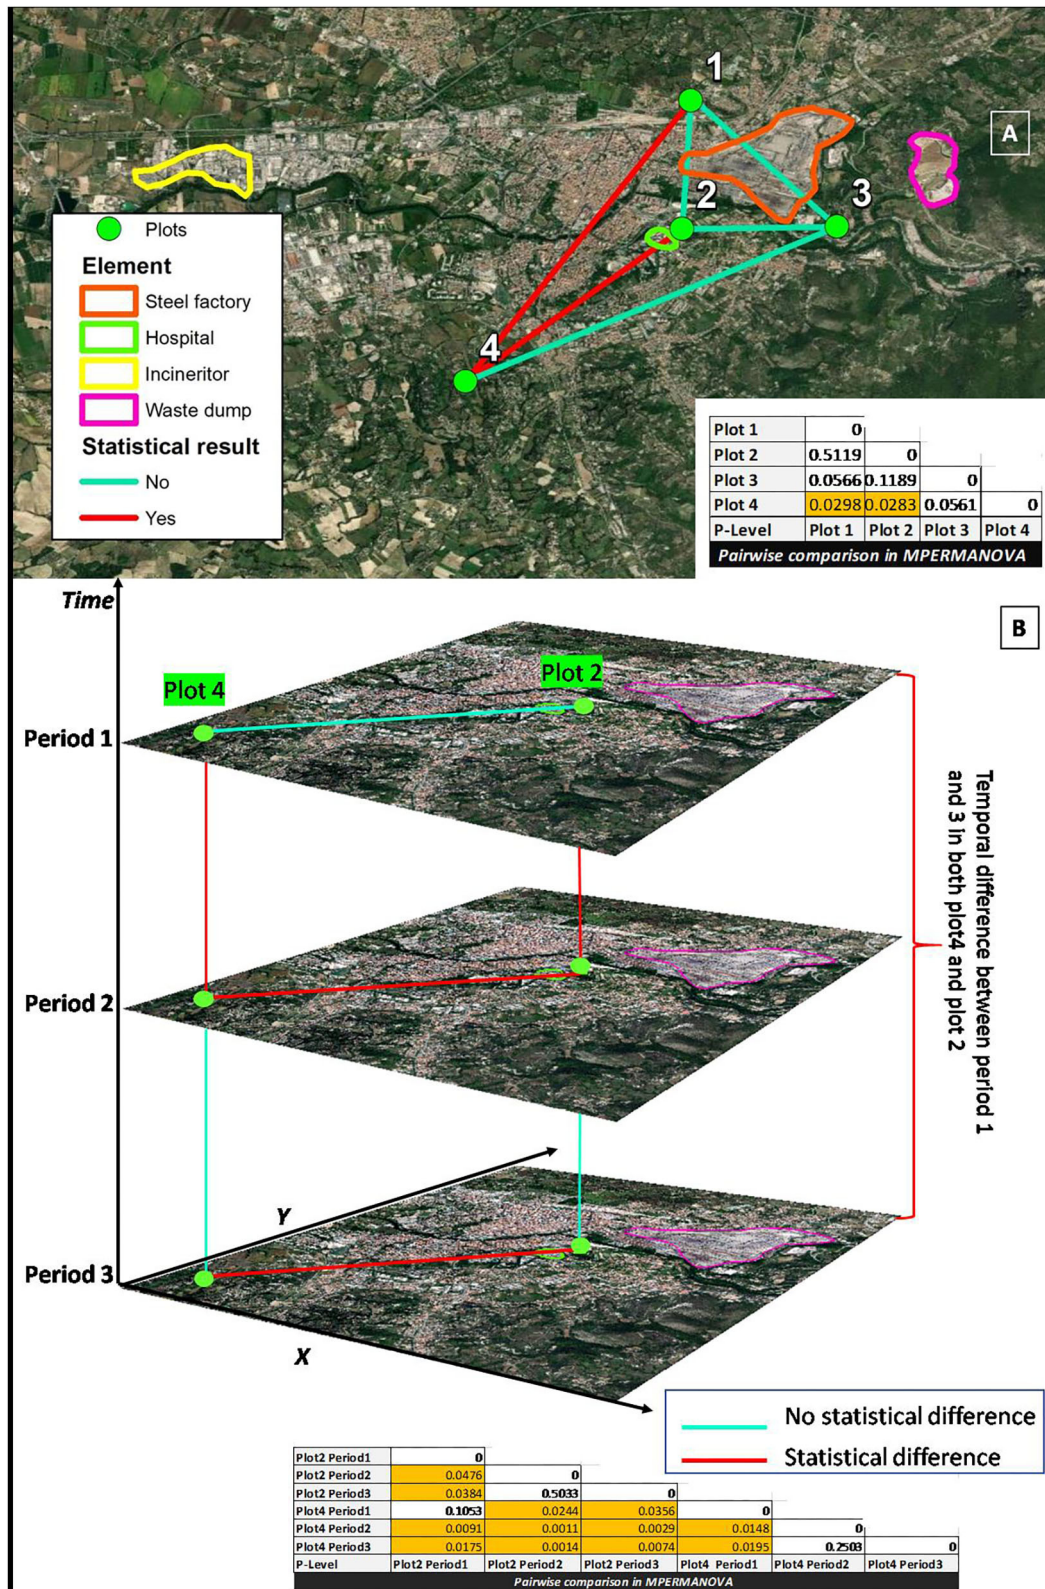 1
A
2
3
4
Plots
Element
Steel factory
Hospital
Incineritor
Waste dump
Statistical result
No
Yes
Plot 1 0
Plot 2 0.5119 0
Plot 3 0.0566 0.1189 0
Plot 4 0.0298 0.0283 0.0561 0
P-Level Plot 1 Plot 2 Plot 3 Plot 4
Pairwise comparison in MPERMANOVA
Time
B
Plot 4
Plot 2
Period 1
Period 2
Period 3
Y
X
Temporal difference between period 1
and 3 in both plot4 and plot 2
No statistical difference
Statistical difference
Plot2 Period1 0
Plot2 Period2 0.0476 0
Plot2 Period3 0.0384 0.5033 0
Plot4 Period1 0.1053 0.0244 0.0356 0
Plot4 Period2 0.0091 0.0011 0.0029 0.0148 0
Plot4 Period3 0.0175 0.0014 0.0074 0.0195 0.2503 0
P-Level Plot2 Period1 Plot2 Period2 Plot2 Period3 Plot4 Period1 Plot4 Period2 Plot4 Period3
Pairwise comparison in MPERMANOVA